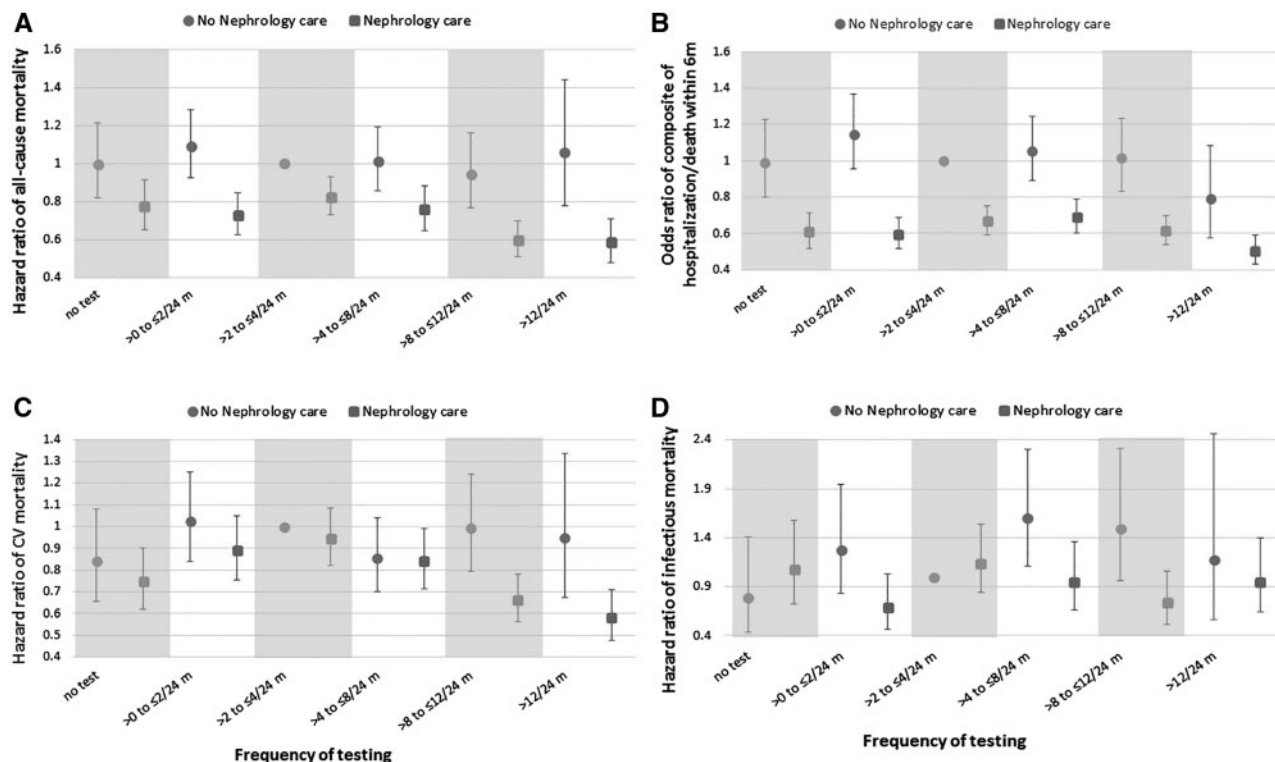 A
No Nephrology care
Nephrology care
Hazard ratio of all-cause mortality
1.6
1.4
1.2
1
0.8
0.6
0.4
no test
>0 to ≤2/24 m
>2 to ≤4/24 m
>4 to ≤8/24 m
>8 to ≤12/24 m
>12/24 m
B
No Nephrology care
Nephrology care
Odds ratio of composite of
hospitalization/death within 6m
1.6
1.4
1.2
1
0.8
0.6
0.4
no test
>0 to ≤2/24 m
>2 to ≤4/24 m
>4 to ≤8/24 m
>8 to ≤12/24 m
>12/24 m
C
No Nephrology care
Nephrology care
Hazard ratio of CV mortality
1.4
1.3
1.2
1.1
1
0.9
0.8
0.7
0.6
0.5
0.4
no test
>0 to ≤2/24 m
>2 to ≤4/24 m
>4 to ≤8/24 m
>8 to ≤12/24 m
>12/24 m
Frequency of testing
D
No Nephrology care
Nephrology care
Hazard ratio of infectious mortality
2.4
1.9
1.4
0.9
0.4
no test
>0 to ≤2/24 m
>2 to ≤4/24 m
>4 to ≤8/24 m
>8 to ≤12/24 m
>12/24 m
Frequency of testing